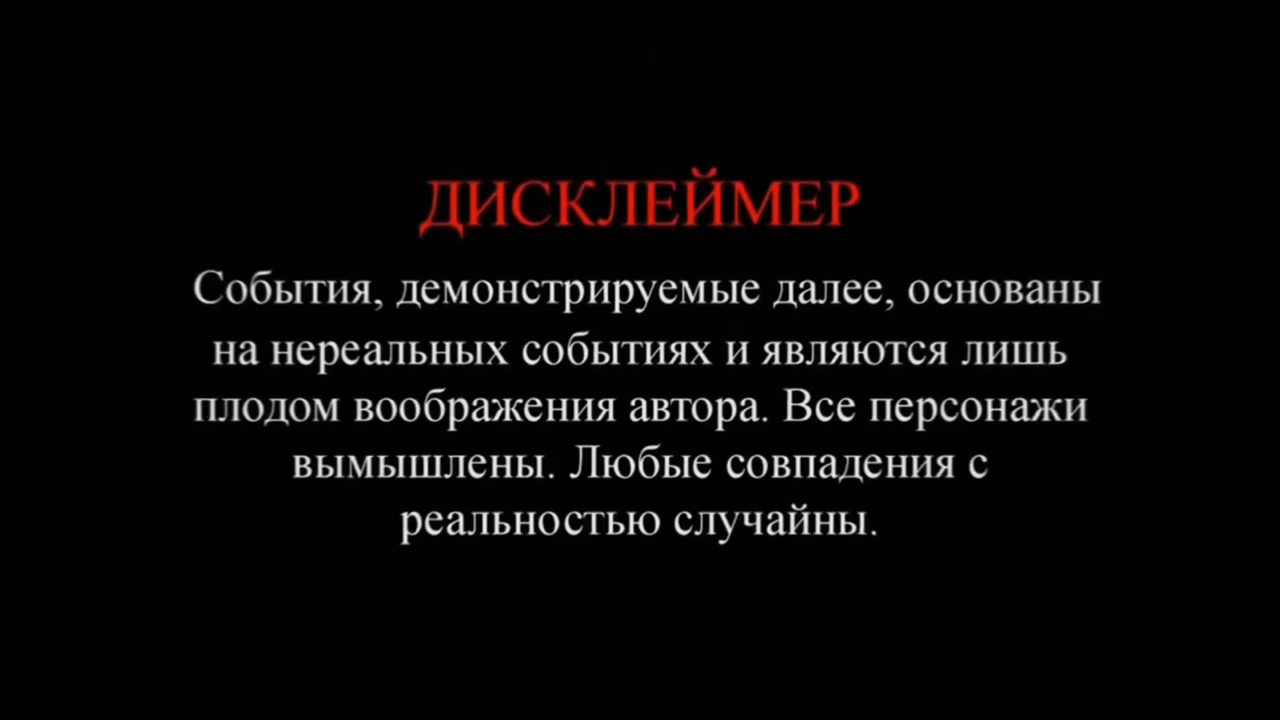 ДИСКЛЕЙМЕР
События, демонстрируемые далее, основаны
на нереальных событиях и являются лишь
плодом воображения автора. Все персонажи
вымышлены. Любые совпадения с
реальностью случайны.